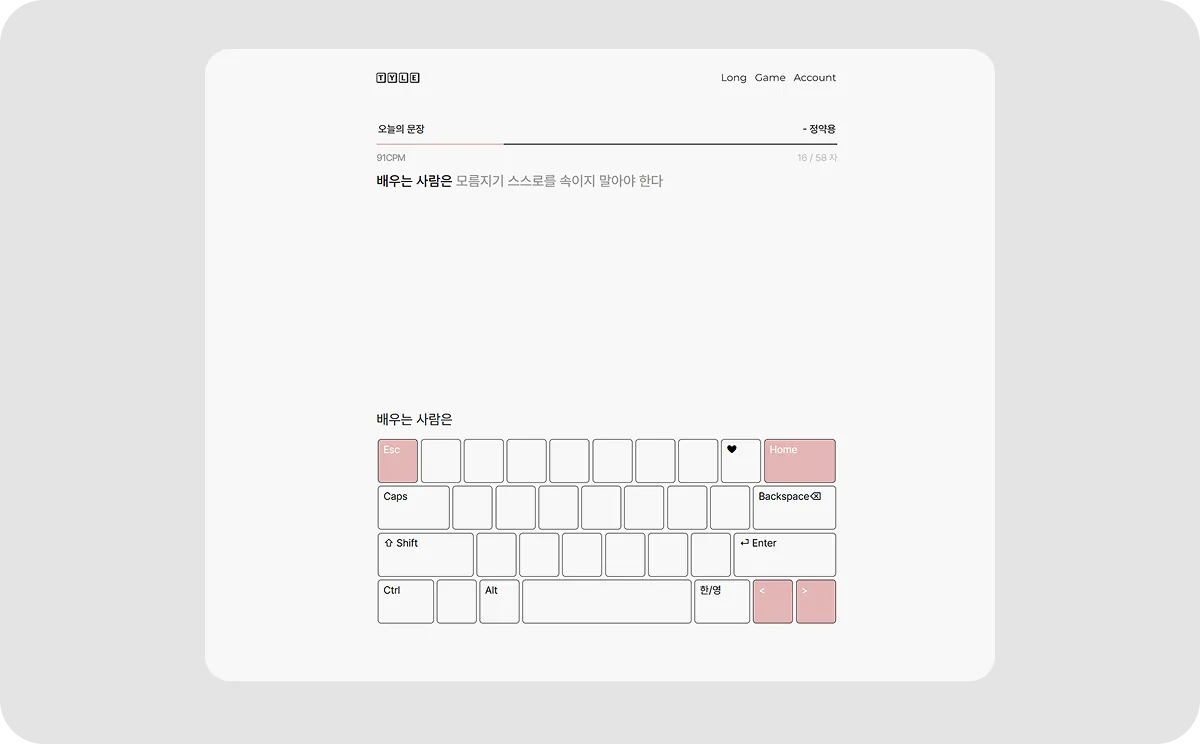 TYLE
Long Game Account
오늘의 문장 - 정약용
91CPM 16 / 58 자
배우는 사람은 모름지기 스스로를 속이지 말아야 한다
배우는 사람은
Esc Home
Caps Backspace⌫
⇧ Shift ⏎ Enter
Ctrl Alt 한/영 < >